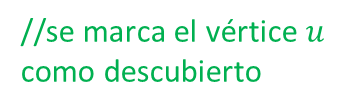 //se marca el vértice 𝑢
como descubierto